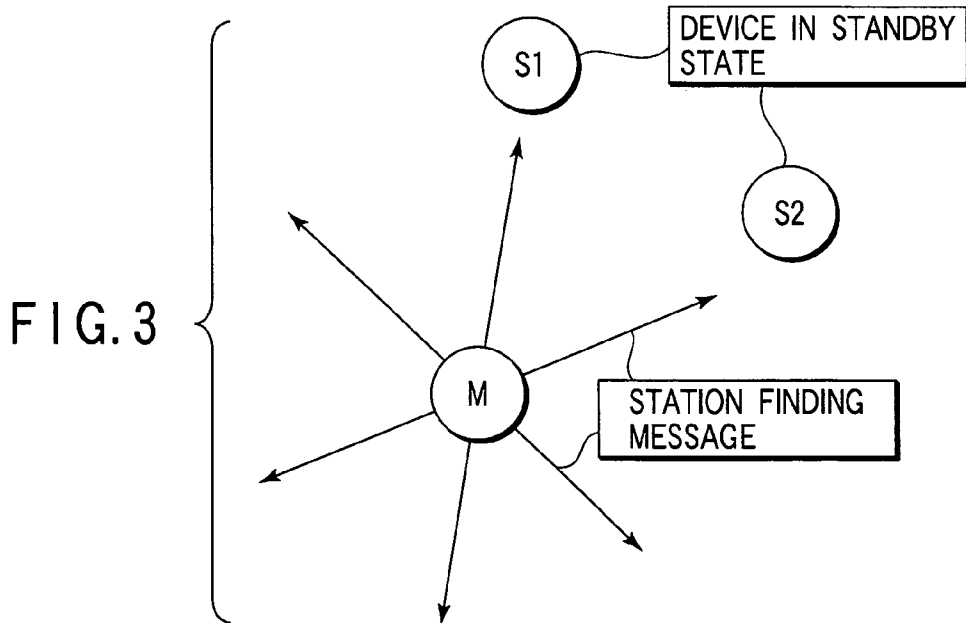 FIG. 3
S1
DEVICE IN STANDBY
STATE
S2
M
STATION FINDING
MESSAGE